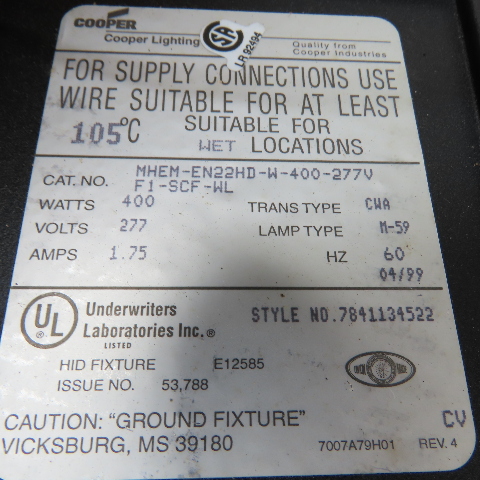 COOPER
Cooper Lighting
SA
LR 92494
Quality from
Cooper Industries
FOR SUPPLY CONNECTIONS USE
WIRE SUITABLE FOR AT LEAST
105°C SUITABLE FOR
WET LOCATIONS
CAT. NO. MHEM-EN22HD-W-400-277V
F1-SCF-WL
WATTS 400 TRANS TYPE CWA
VOLTS 277 LAMP TYPE M-59
AMPS 1.75 HZ 60
04/99
UL Underwriters
Laboratories Inc.®
LISTED
STYLE NO.7841134522
HID FIXTURE E12585
ISSUE NO. 53,788
CAUTION: "GROUND FIXTURE" CV
VICKSBURG, MS 39180 7007A79H01 REV. 4